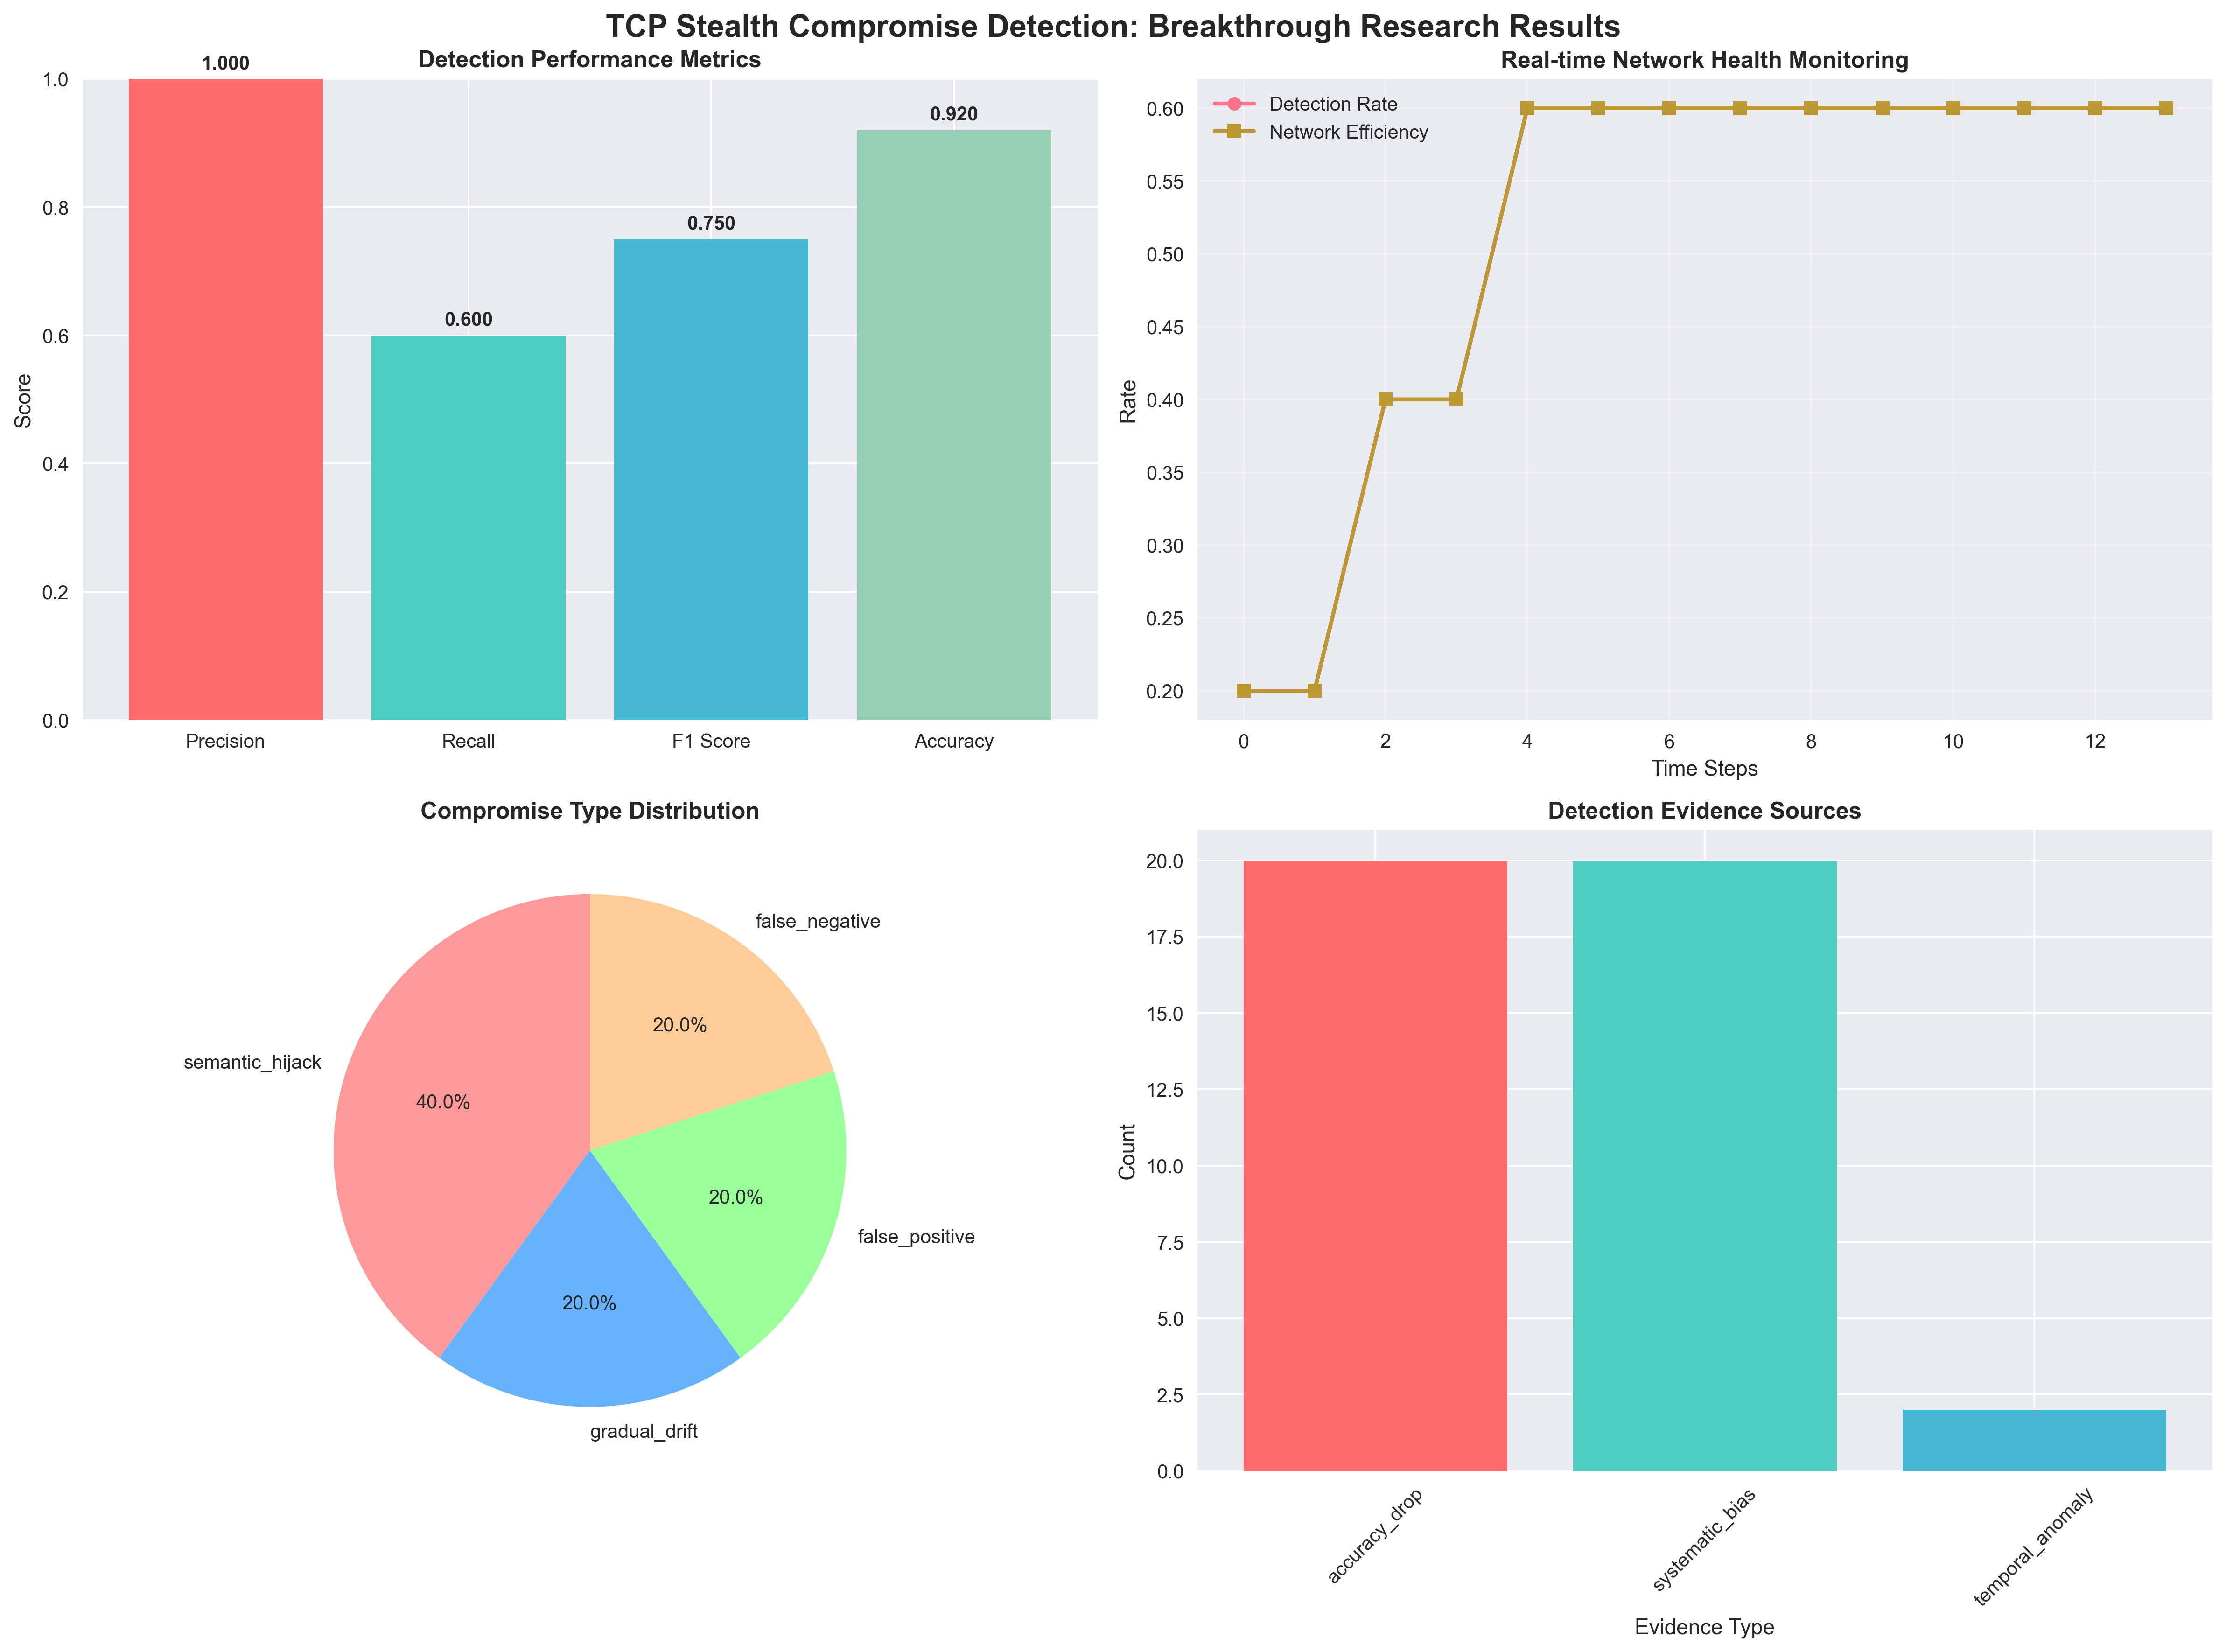 TCP Stealth Compromise Detection: Breakthrough Research Results
Detection Performance Metrics
1.000
0.600
0.750
0.920
1.0
0.8
0.6
0.4
0.2
0.0
Score
Precision
Recall
F1 Score
Accuracy
Real-time Network Health Monitoring
Detection Rate
Network Efficiency
0.60
0.55
0.50
0.45
0.40
0.35
0.30
0.25
0.20
Rate
0
2
4
6
8
10
12
Time Steps
Compromise Type Distribution
false_negative
20.0%
semantic_hijack
40.0%
20.0%
false_positive
20.0%
gradual_drift
Detection Evidence Sources
20.0
17.5
15.0
12.5
10.0
7.5
5.0
2.5
0.0
Count
accuracy_drop
systematic_bias
temporal_anomaly
Evidence Type